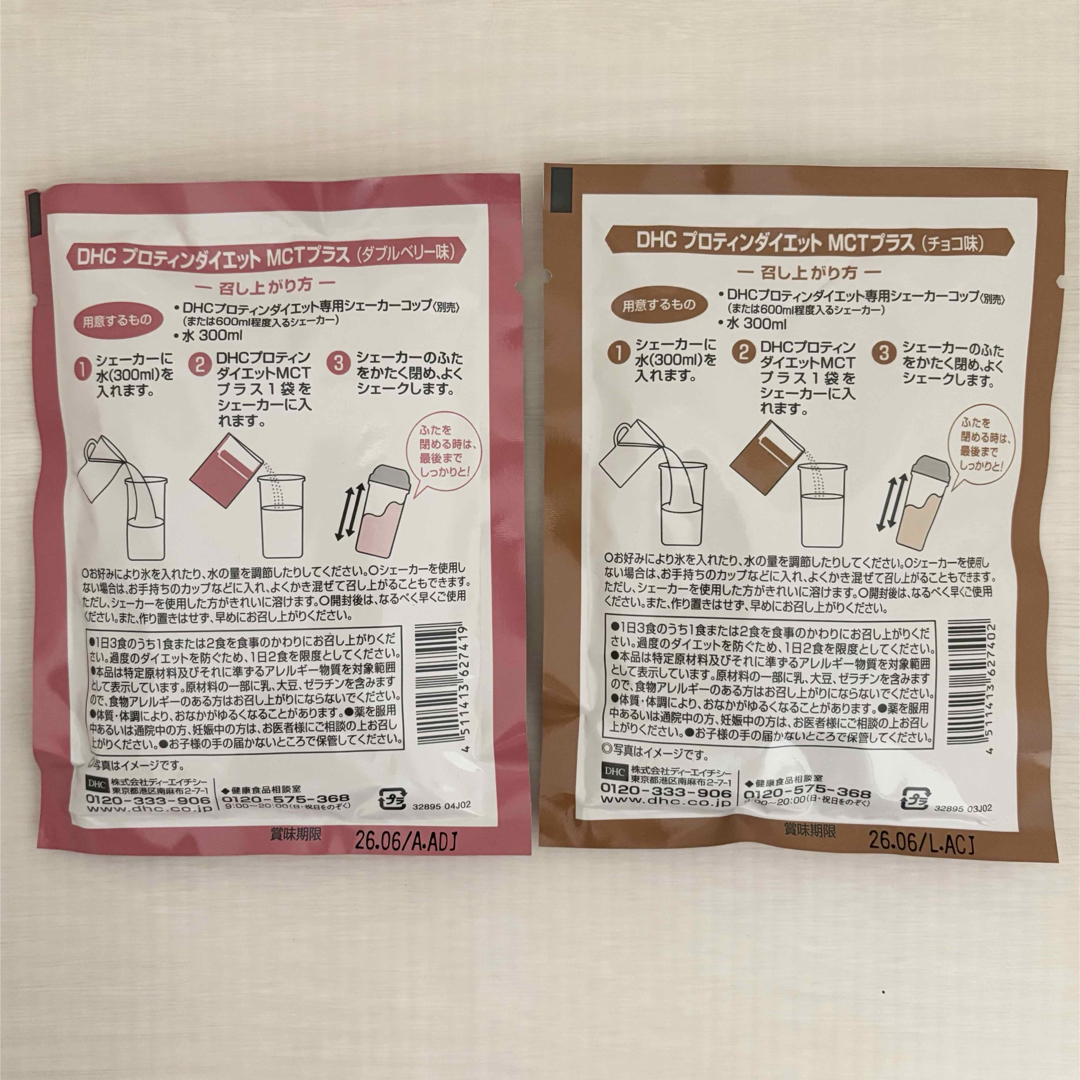 DHC プロティンダイエット MCTプラス（ダブルベリー味）
― 召し上がり方 ―
用意するもの
・DHCプロティンダイエット専用シェーカーコップ〈別売〉
（または600ml程度入るシェーカー）
・水 300ml
1 シェーカーに
水(300ml)を
入れます。
2 DHCプロティン
ダイエットMCT
プラス1袋を
シェーカーに入
れます。
3 シェーカーのふた
をかたく閉め、よく
シェークします。
ふたを
閉める時は、
最後まで
しっかりと！
○お好みにより氷を入れたり、水の量を調節したりしてください。○シェーカーを使用し
ない場合は、お手持ちのカップなどに入れ、よくかき混ぜて召し上がることもできます。
ただし、シェーカーを使用した方がきれいに溶けます。○開封後は、なるべく早くご使用
ください。また、作り置きはせず、早めにお召し上がりください。
●1日3食のうち1食または2食を食事のかわりにお召し上がりくだ
さい。過度のダイエットを防ぐため、1日2食を限度としてください。
●本品は特定原材料及びそれに準ずるアレルギー物質を対象範囲
として表示しています。原材料の一部に乳、大豆、ゼラチンを含みます
ので、食物アレルギーのある方はお召し上がりにならないでください。
●体質・体調により、おなかがゆるくなることがあります。●薬を服用
中あるいは通院中の方、妊娠中の方は、お医者様にご相談の上お召し
上がりください。●お子様の手の届かないところで保管してください。
4 511413 627419
◎写真はイメージです。
DHC 株式会社ディーエイチシー
東京都港区南麻布2-7-1
0120-333-906
www.dhc.co.jp
◆健康食品相談室
0120-575-368
9:00~20:00(日・祝日をのぞく)
プラ
32895 04J02
賞味期限
26.06/A.ADJ
DHC プロティンダイエット MCTプラス（チョコ味）
― 召し上がり方 ―
用意するもの
・DHCプロティンダイエット専用シェーカーコップ〈別売〉
（または600ml程度入るシェーカー）
・水 300ml
1 シェーカーに
水(300ml)を
入れます。
2 DHCプロティン
ダイエットMCT
プラス1袋を
シェーカーに入
れます。
3 シェーカーのふた
をかたく閉め、よく
シェークします。
ふたを
閉める時は、
最後まで
しっかりと！
○お好みにより氷を入れたり、水の量を調節したりしてください。○シェーカーを使用し
ない場合は、お手持ちのカップなどに入れ、よくかき混ぜて召し上がることもできます。
ただし、シェーカーを使用した方がきれいに溶けます。○開封後は、なるべく早くご使用
ください。また、作り置きはせず、早めにお召し上がりください。
●1日3食のうち1食または2食を食事のかわりにお召し上がりくだ
さい。過度のダイエットを防ぐため、1日2食を限度としてください。
●本品は特定原材料及びそれに準ずるアレルギー物質を対象範囲
として表示しています。原材料の一部に乳、大豆、ゼラチンを含みます
ので、食物アレルギーのある方はお召し上がりにならないでください。
●体質・体調により、おなかがゆるくなることがあります。●薬を服用
中あるいは通院中の方、妊娠中の方は、お医者様にご相談の上お召し
上がりください。●お子様の手の届かないところで保管してください。
4 511413 627402
◎写真はイメージです。
DHC 株式会社ディーエイチシー
東京都港区南麻布2-7-1
0120-333-906
www.dhc.co.jp
◆健康食品相談室
0120-575-368
9:00~20:00(日・祝日をのぞく)
プラ
32895 03J02
賞味期限
26.06/L.ACJ